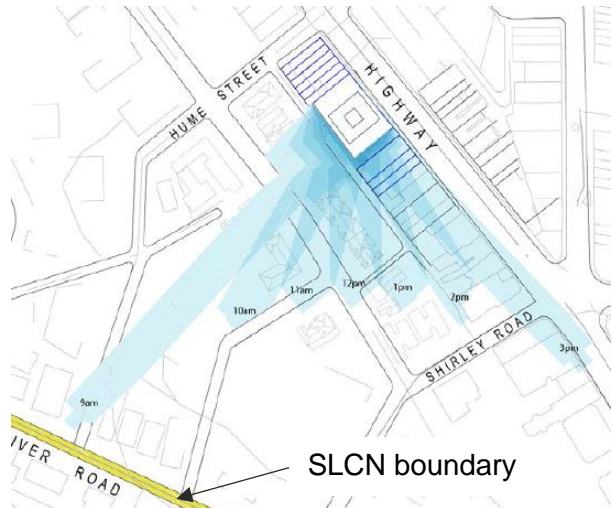 HUME STREET
HIGHWAY
9am
10am
11am
12pm
1pm
2pm
3pm
SHIRLEY ROAD
IVER ROAD
SLCN boundary